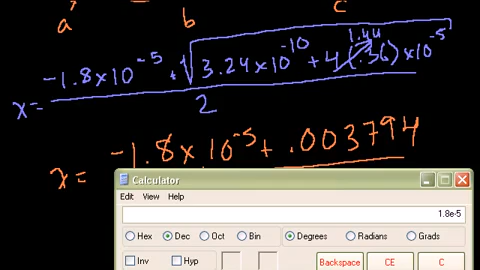 a b c
x = -1.8x10^-5 + √3.24x10^-10 + 4(.36)x10^-5 / 2
1.44
x = -1.8x10^-5 + .003794
Calculator
Edit View Help
1.8e-5
Hex Dec Oct Bin Degrees Radians Grads
Inv Hyp Backspace CE C